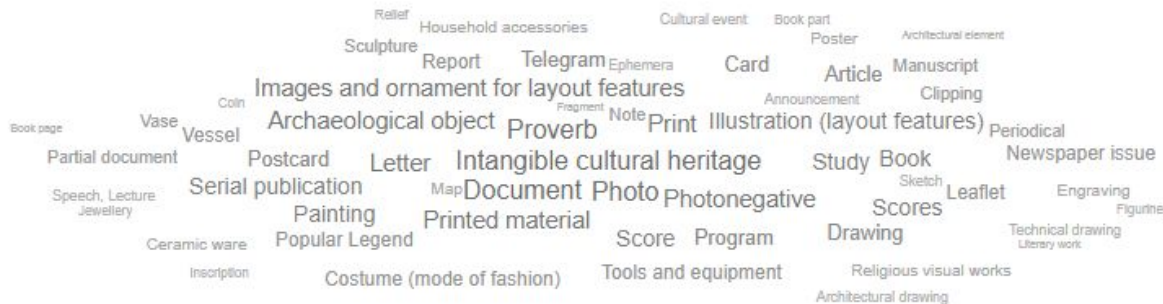 Relief
Cultural event
Book part
Household accessories
Poster
Architectural element
Sculpture
Report
Telegram
Ephemera
Card
Article
Manuscript
Images and ornament for layout features
Announcement
Clipping
Coin
Fragment
Book page
Vase
Vessel
Archaeological object
Proverb
Note
Print
Illustration (layout features)
Periodical
Partial document
Postcard
Letter
Intangible cultural heritage
Study
Book
Newspaper issue
Speech, Lecture
Serial publication
Map
Document
Photo
Photonegative
Sketch
Leaflet
Engraving
Jewellery
Painting
Printed material
Scores
Figurine
Ceramic ware
Popular Legend
Score
Program
Drawing
Technical drawing
Literary work
Inscription
Costume (mode of fashion)
Tools and equipment
Religious visual works
Architectural drawing